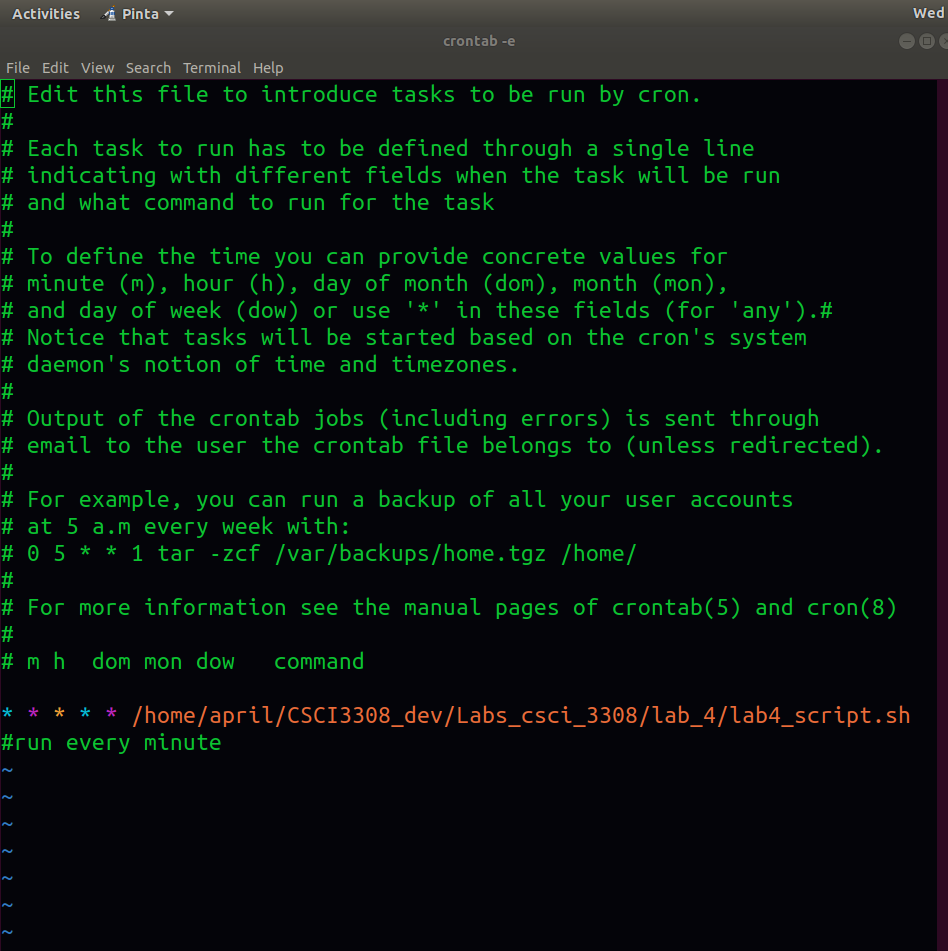 Activities Pinta Wed
crontab -e
File Edit View Search Terminal Help
# Edit this file to introduce tasks to be run by cron.
#
# Each task to run has to be defined through a single line
# indicating with different fields when the task will be run
# and what command to run for the task
#
# To define the time you can provide concrete values for
# minute (m), hour (h), day of month (dom), month (mon),
# and day of week (dow) or use '*' in these fields (for 'any').#
# Notice that tasks will be started based on the cron's system
# daemon's notion of time and timezones.
#
# Output of the crontab jobs (including errors) is sent through
# email to the user the crontab file belongs to (unless redirected).
#
# For example, you can run a backup of all your user accounts
# at 5 a.m every week with:
# 0 5 * * 1 tar -zcf /var/backups/home.tgz /home/
#
# For more information see the manual pages of crontab(5) and cron(8)
#
# m h  dom mon dow   command

* * * * * /home/april/CSCI3308_dev/Labs_csci_3308/lab_4/lab4_script.sh
#run every minute
~
~
~
~
~
~
~